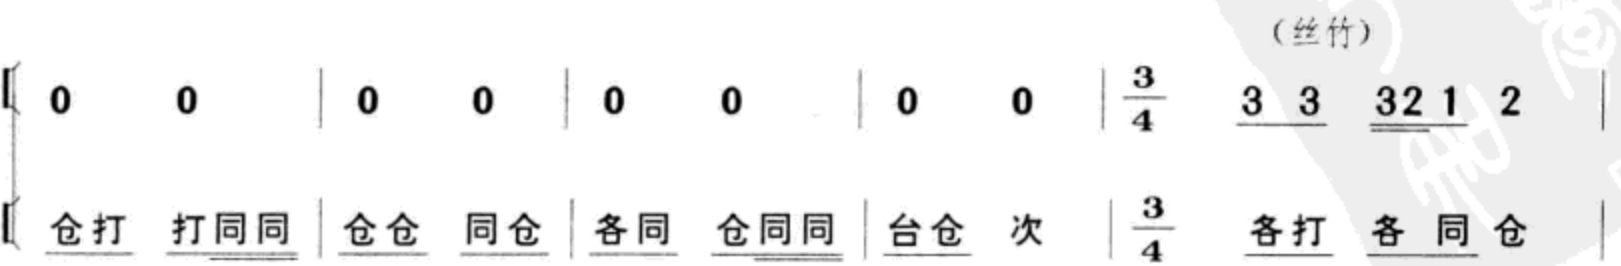 (丝竹)
0 0 | 0 0 | 0 0 | 0 0 | 3/4 3 3 32 1 2 |
仓打 打同同 | 仓仓 同仓 | 各同 仓同同 | 台仓 次 | 3/4 各打 各 同 仓 |